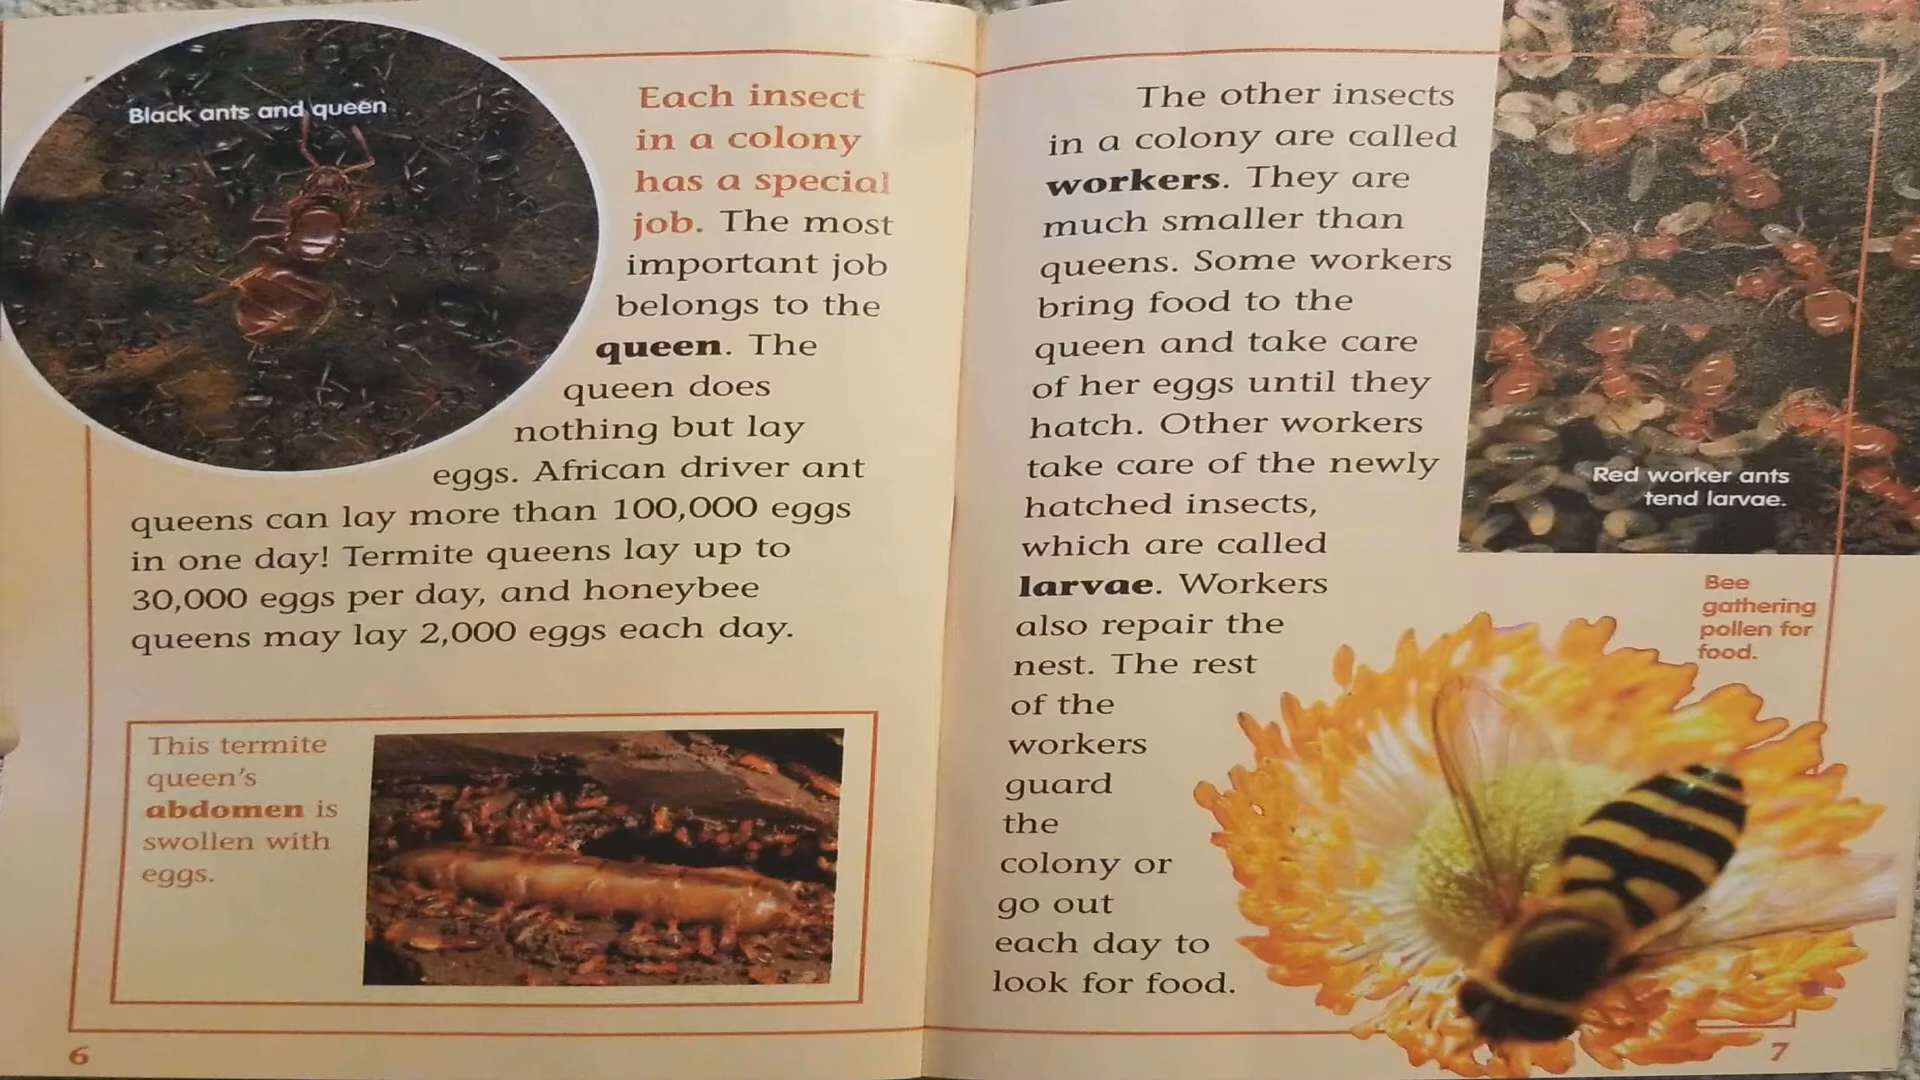 Black ants and queen
Each insect
in a colony
has a special
job. The most
important job
belongs to the
queen. The
queen does
nothing but lay
eggs. African driver ant
queens can lay more than 100,000 eggs
in one day! Termite queens lay up to
30,000 eggs per day, and honeybee
queens may lay 2,000 eggs each day.
This termite
queen's
abdomen is
swollen with
eggs.
6
The other insects
in a colony are called
workers. They are
much smaller than
queens. Some workers
bring food to the
queen and take care
of her eggs until they
hatch. Other workers
take care of the newly
hatched insects,
which are called
larvae. Workers
also repair the
nest. The rest
of the
workers
guard
the
colony or
go out
each day to
look for food.
Red worker ants
tend larvae.
Bee
gathering
pollen for
food.
7